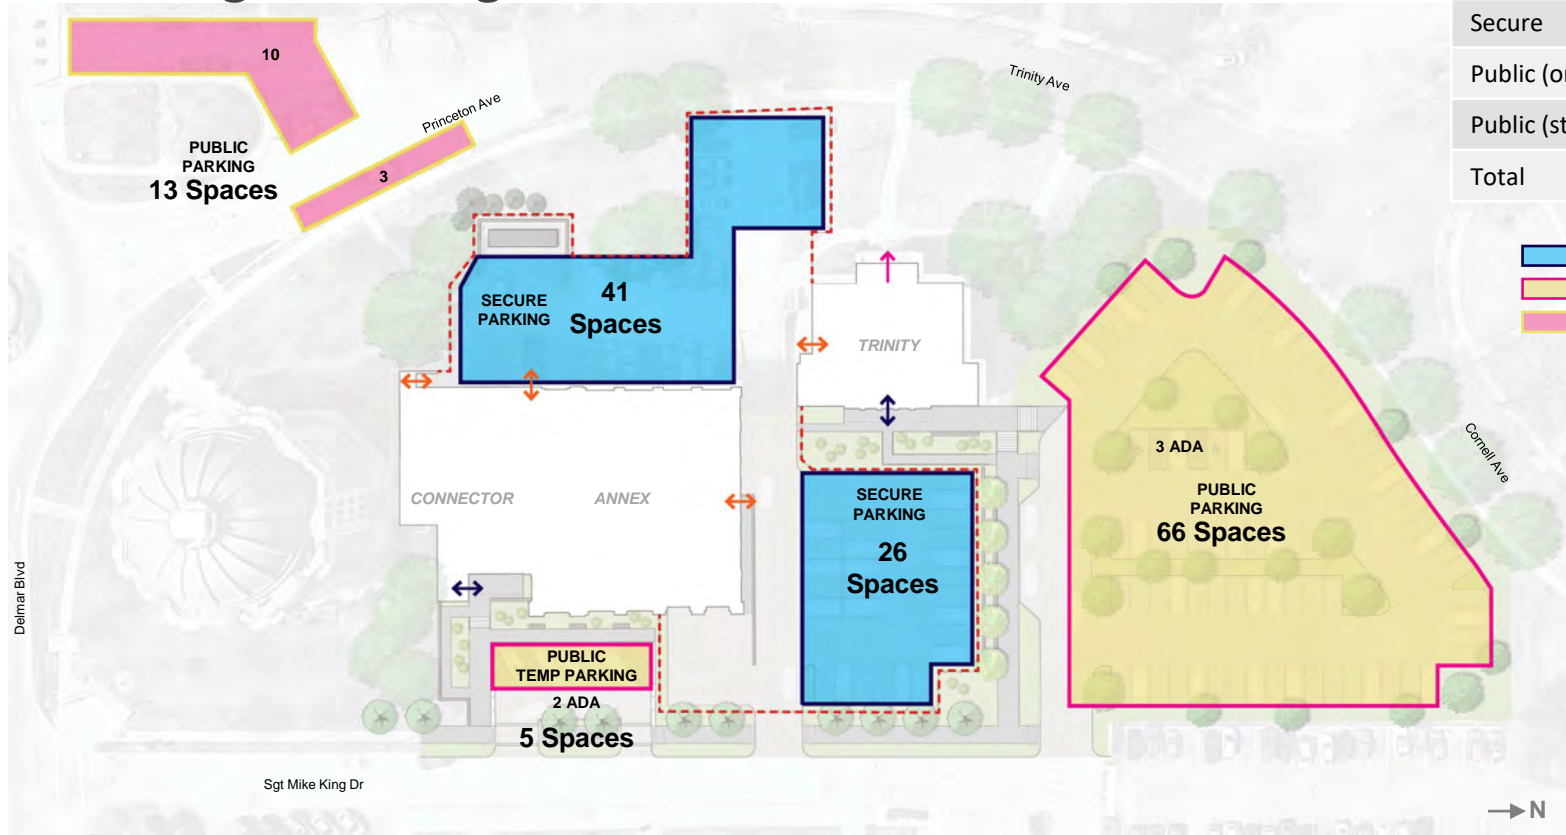 Secure
Public (or
Public (st
Total
10
Trinity Ave
Princeton Ave
PUBLIC
PARKING
13 Spaces
3
SECURE
PARKING
41
Spaces
TRINITY
3 ADA
Cornell Ave
CONNECTOR
ANNEX
SECURE
PARKING
26
Spaces
PUBLIC
PARKING
66 Spaces
Delmar Blvd
PUBLIC
TEMP PARKING
2 ADA
5 Spaces
Sgt Mike King Dr
N